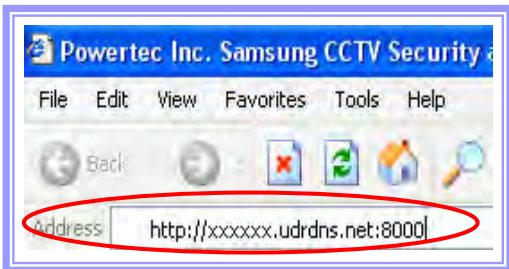 Powertec Inc. Samsung CCTV Security a
File Edit View Favorites Tools Help
Back
Address http://xxxxxx.udrdns.net:8000